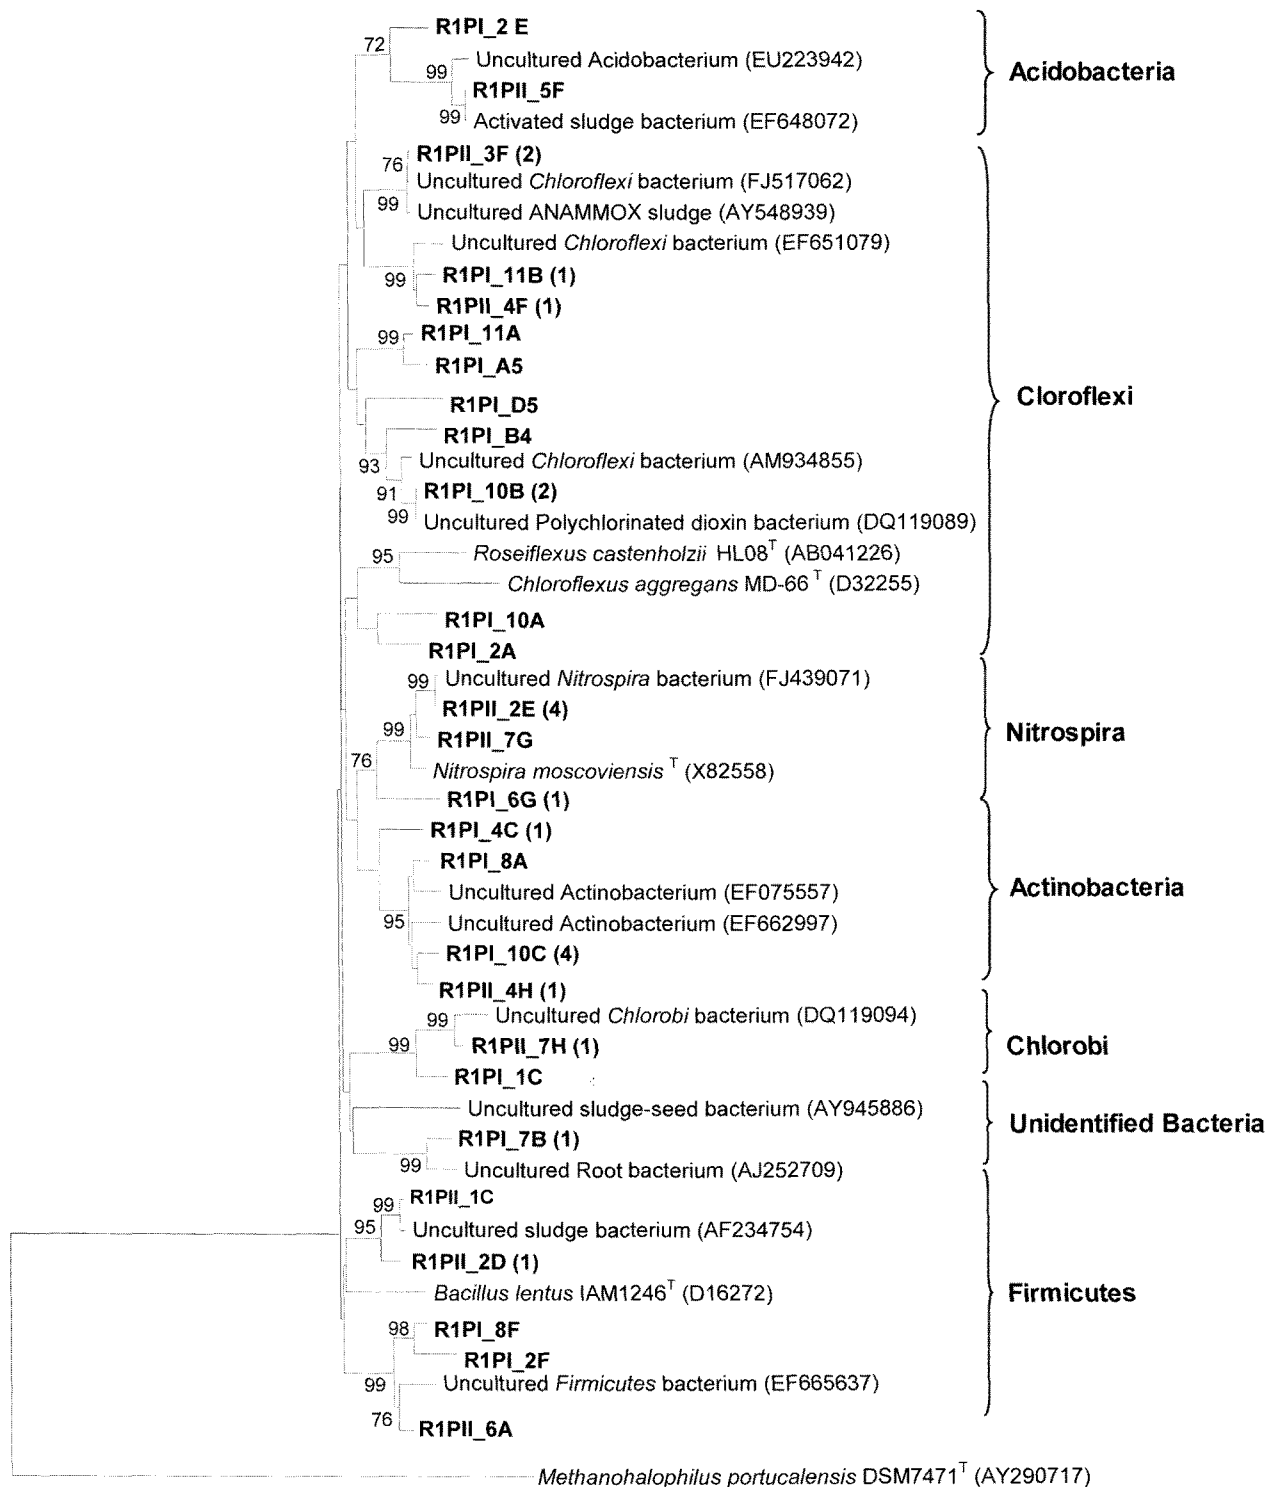 R1PI_2 E
72
Uncultured Acidobacterium (EU223942)
99
Acidobacteria
R1PII_5F
99
Activated sludge bacterium (EF648072)
R1PII_3F (2)
76
Uncultured Chloroflexi bacterium (FJ517062)
99
Uncultured ANAMMOX sludge (AY548939)
Uncultured Chloroflexi bacterium (EF651079)
99
R1PI_11B (1)
R1PII_4F (1)
99
R1PI_11A
R1PI_A5
Cloroflexi
R1PI_D5
R1PI_B4
93
Uncultured Chloroflexi bacterium (AM934855)
91
R1PI_10B (2)
99
Uncultured Polychlorinated dioxin bacterium (DQ119089)
95
Roseiflexus castenholzii HL08T (AB041226)
Chloroflexus aggregans MD-66 T (D32255)
R1PI_10A
R1PI_2A
99
Uncultured Nitrospira bacterium (FJ439071)
R1PII_2E (4)
99
R1PII_7G
Nitrospira
76
Nitrospira moscoviensis T (X82558)
R1PI_6G (1)
R1PI_4C (1)
R1PI_8A
Uncultured Actinobacterium (EF075557)
Actinobacteria
95
Uncultured Actinobacterium (EF662997)
R1PI_10C (4)
R1PII_4H (1)
99
Uncultured Chlorobi bacterium (DQ119094)
99
R1PII_7H (1)
Chlorobi
R1PI_1C
Uncultured sludge-seed bacterium (AY945886)
Unidentified Bacteria
R1PI_7B (1)
99
Uncultured Root bacterium (AJ252709)
99
R1PII_1C
95
Uncultured sludge bacterium (AF234754)
R1PII_2D (1)
Bacillus lentus IAM1246T (D16272)
Firmicutes
98
R1PI_8F
R1PI_2F
99
Uncultured Firmicutes bacterium (EF665637)
76
R1PII_6A
Methanohalophilus portucalensis DSM7471T (AY290717)